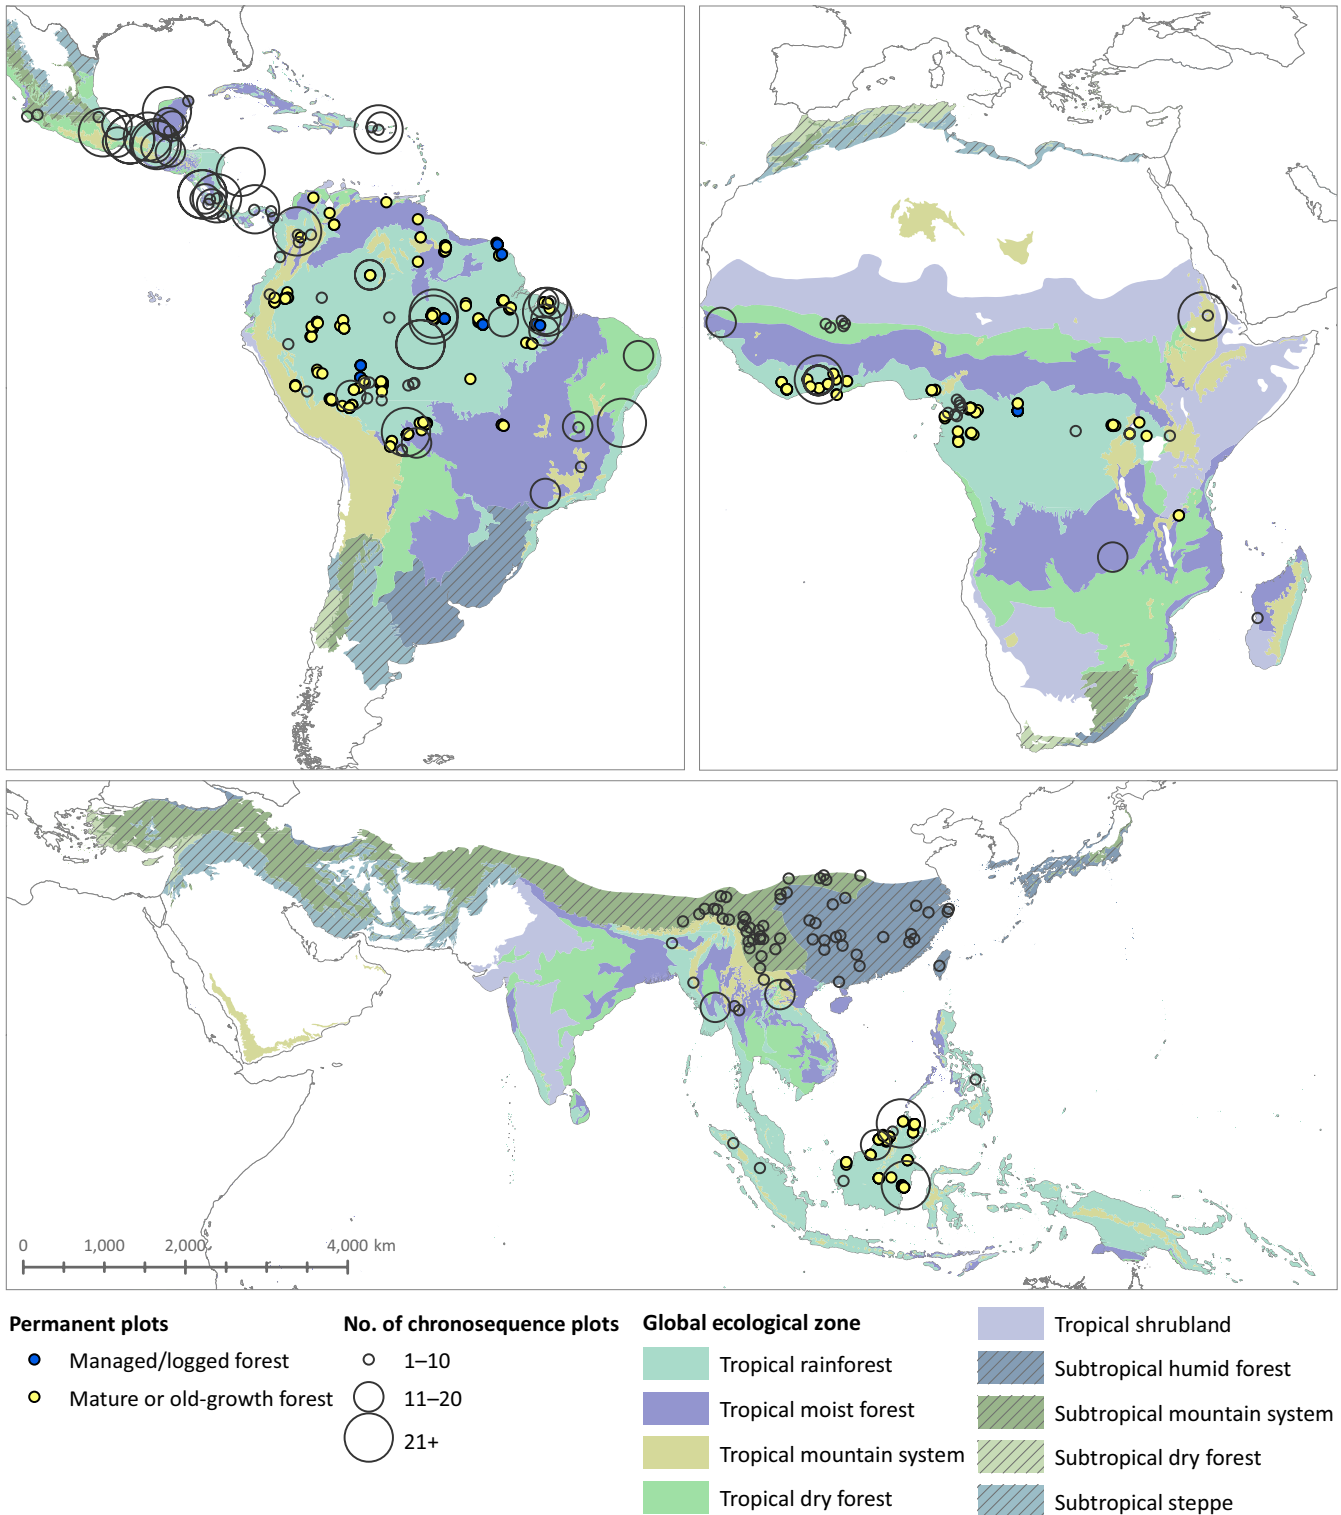 0 1,000 2,000 4,000 km
Permanent plots
Managed/logged forest
Mature or old-growth forest
No. of chronosequence plots
1–10
11–20
21+
Global ecological zone
Tropical rainforest
Tropical moist forest
Tropical mountain system
Tropical dry forest
Tropical shrubland
Subtropical humid forest
Subtropical mountain system
Subtropical dry forest
Subtropical steppe